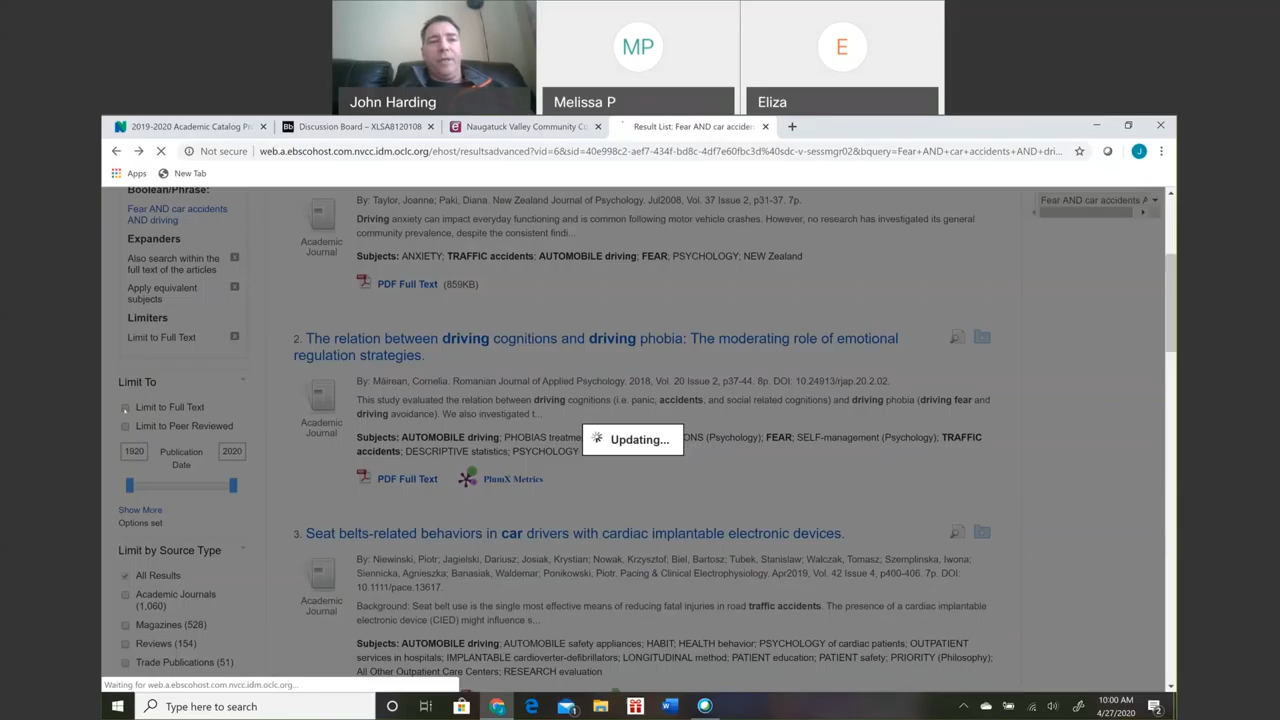 MP
E
John Harding
Melissa P
Eliza
2019-2020 Academic Catalog Pr
Discussion Board – XLSA8120108
Naugatuck Valley Community Co
Result List: Fear AND car acciden
Not secure web.a.ebscohost.com.nvcc.idm.oclc.org/ehost/resultsadvanced?vid=6&sid=40e998c2-aef7-434f-bd8c-4df7e60fbc3d%40sdc-v-sessmgr02&bquery=Fear+AND+car+accidents+AND+dri...
J
Apps
New Tab
Boolean/Phrase:
Fear AND car accidents
AND driving
Expanders
Also search within the
full text of the articles
Apply equivalent
subjects
Limiters
Limit to Full Text
Limit To
Limit to Full Text
Limit to Peer Reviewed
1920 Publication Date 2020
Show More
Options set
Limit by Source Type
All Results
Academic Journals
(1,060)
Magazines (528)
Reviews (154)
Trade Publications (51)
By: Taylor, Joanne; Paki, Diana. New Zealand Journal of Psychology. Jul2008, Vol. 37 Issue 2, p31-37. 7p.
Driving anxiety can impact everyday functioning and is common following motor vehicle crashes. However, no research has investigated its general
community prevalence, despite the consistent findi...
Academic
Journal
Subjects: ANXIETY; TRAFFIC accidents; AUTOMOBILE driving; FEAR; PSYCHOLOGY; NEW Zealand
PDF Full Text (859KB)
2. The relation between driving cognitions and driving phobia: The moderating role of emotional
regulation strategies.
By: Măirean, Cornelia. Romanian Journal of Applied Psychology. 2018, Vol. 20 Issue 2, p37-44. 8p. DOI: 10.24913/rjap.20.2.02.
This study evaluated the relation between driving cognitions (i.e. panic, accidents, and social related cognitions) and driving phobia (driving fear and
driving avoidance). We also investigated t...
Academic
Journal
Subjects: AUTOMOBILE driving; PHOBIAS treatme
ONS (Psychology); FEAR; SELF-management (Psychology); TRAFFIC
accidents; DESCRIPTIVE statistics; PSYCHOLOGY
Updating...
PDF Full Text
PlumX Metrics
3. Seat belts-related behaviors in car drivers with cardiac implantable electronic devices.
By: Niewinski, Piotr; Jagielski, Dariusz; Josiak, Krystian; Nowak, Krzysztof; Biel, Bartosz; Tubek, Stanislaw; Walczak, Tomasz; Szemplinska, Iwona;
Siennicka, Agnieszka; Banasiak, Waldemar; Ponikowski, Piotr. Pacing & Clinical Electrophysiology. Apr2019, Vol. 42 Issue 4, p400-406. 7p. DOI:
10.1111/pace.13617.
Academic
Journal
Background: Seat belt use is the single most effective means of reducing fatal injuries in road traffic accidents. The presence of a cardiac implantable
electronic device (CIED) might influence s...
Subjects: AUTOMOBILE driving; AUTOMOBILE safety appliances; HABIT; HEALTH behavior; PSYCHOLOGY of cardiac patients; OUTPATIENT
services in hospitals; IMPLANTABLE cardioverter-defibrillators; LONGITUDINAL method; PATIENT education; PATIENT safety; PRIORITY (Philosophy);
All Other Outpatient Care Centers; RESEARCH evaluation
Fear AND car accidents A
Waiting for web.a.ebscohost.com.nvcc.idm.oclc.org...
Type here to search
10:00 AM
4/27/2020
2